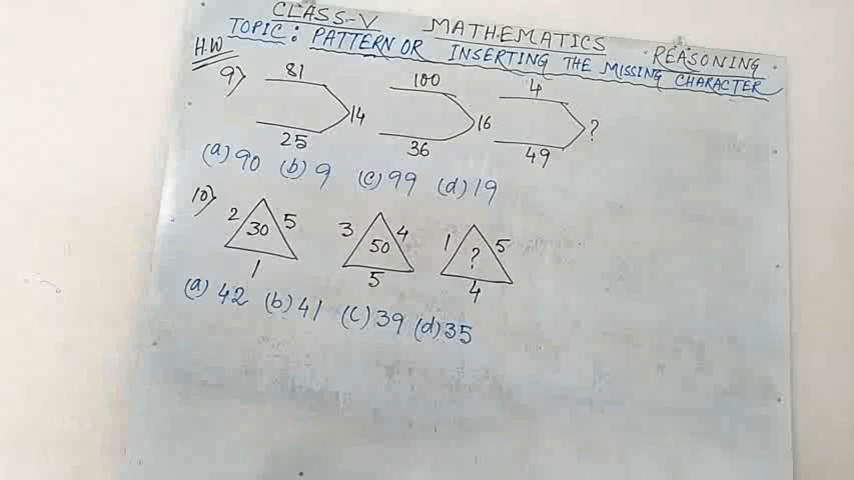 CLASS-V MATHEMATICS REASONING
TOPIC: PATTERN OR INSERTING THE MISSING CHARACTER
H.W
9) 81 100 4
14 16 ?
25 36 49
(a) 90 (b) 9 (c) 99 (d) 19
10) 2 30 5 3 50 4 1 ? 5
1 5 4
(a) 42 (b) 41 (c) 39 (d) 35